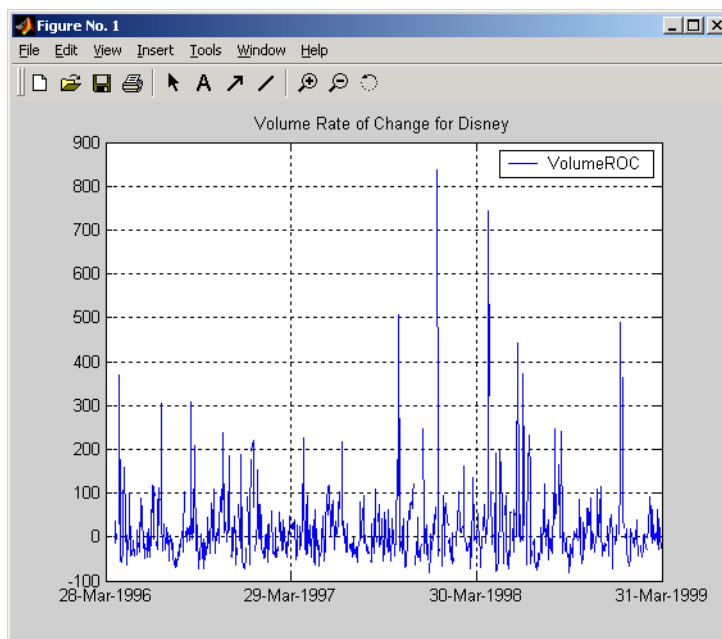 Figure No. 1
File Edit View Insert Tools Window Help
A
Volume Rate of Change for Disney
VolumeROC
900
800
700
600
500
400
300
200
100
0
-100
28-Mar-1996 29-Mar-1997 30-Mar-1998 31-Mar-1999